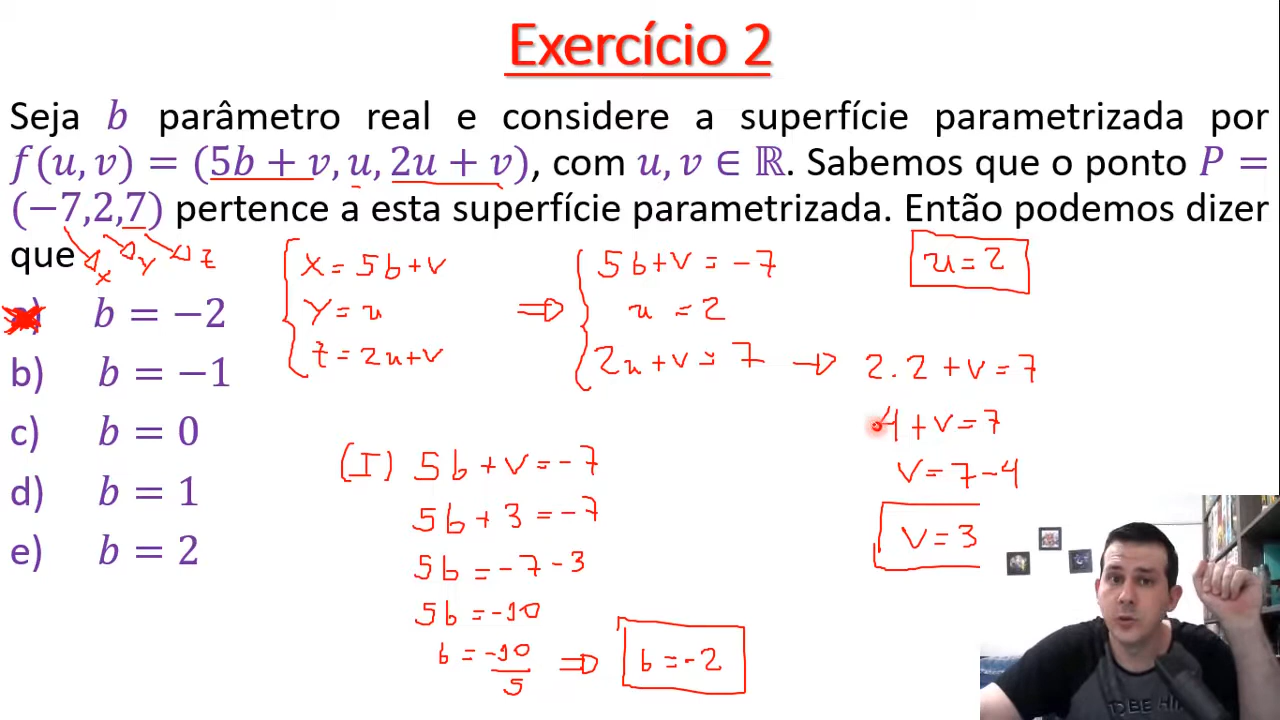 Exercício 2
Seja b parâmetro real e considere a superfície parametrizada por
f(u, v) = (5b + v, u, 2u + v), com u, v ∈ ℝ. Sabemos que o ponto P =
(−7,2,7) pertence a esta superfície parametrizada. Então podemos dizer
que
x y z
x = 5b + v
y = u
z = 2u + v
⇒
5b + v = -7
u = 2
2u + v = 7 → 2 . 2 + v = 7
4 + v = 7
v = 7 - 4
v = 3
u = 2
a) b = −2
b) b = −1
c) b = 0
d) b = 1
e) b = 2
(I) 5b + v = -7
5b + 3 = -7
5b = -7 - 3
5b = -10
b = -10/5 ⇒ b = -2
DBE HI